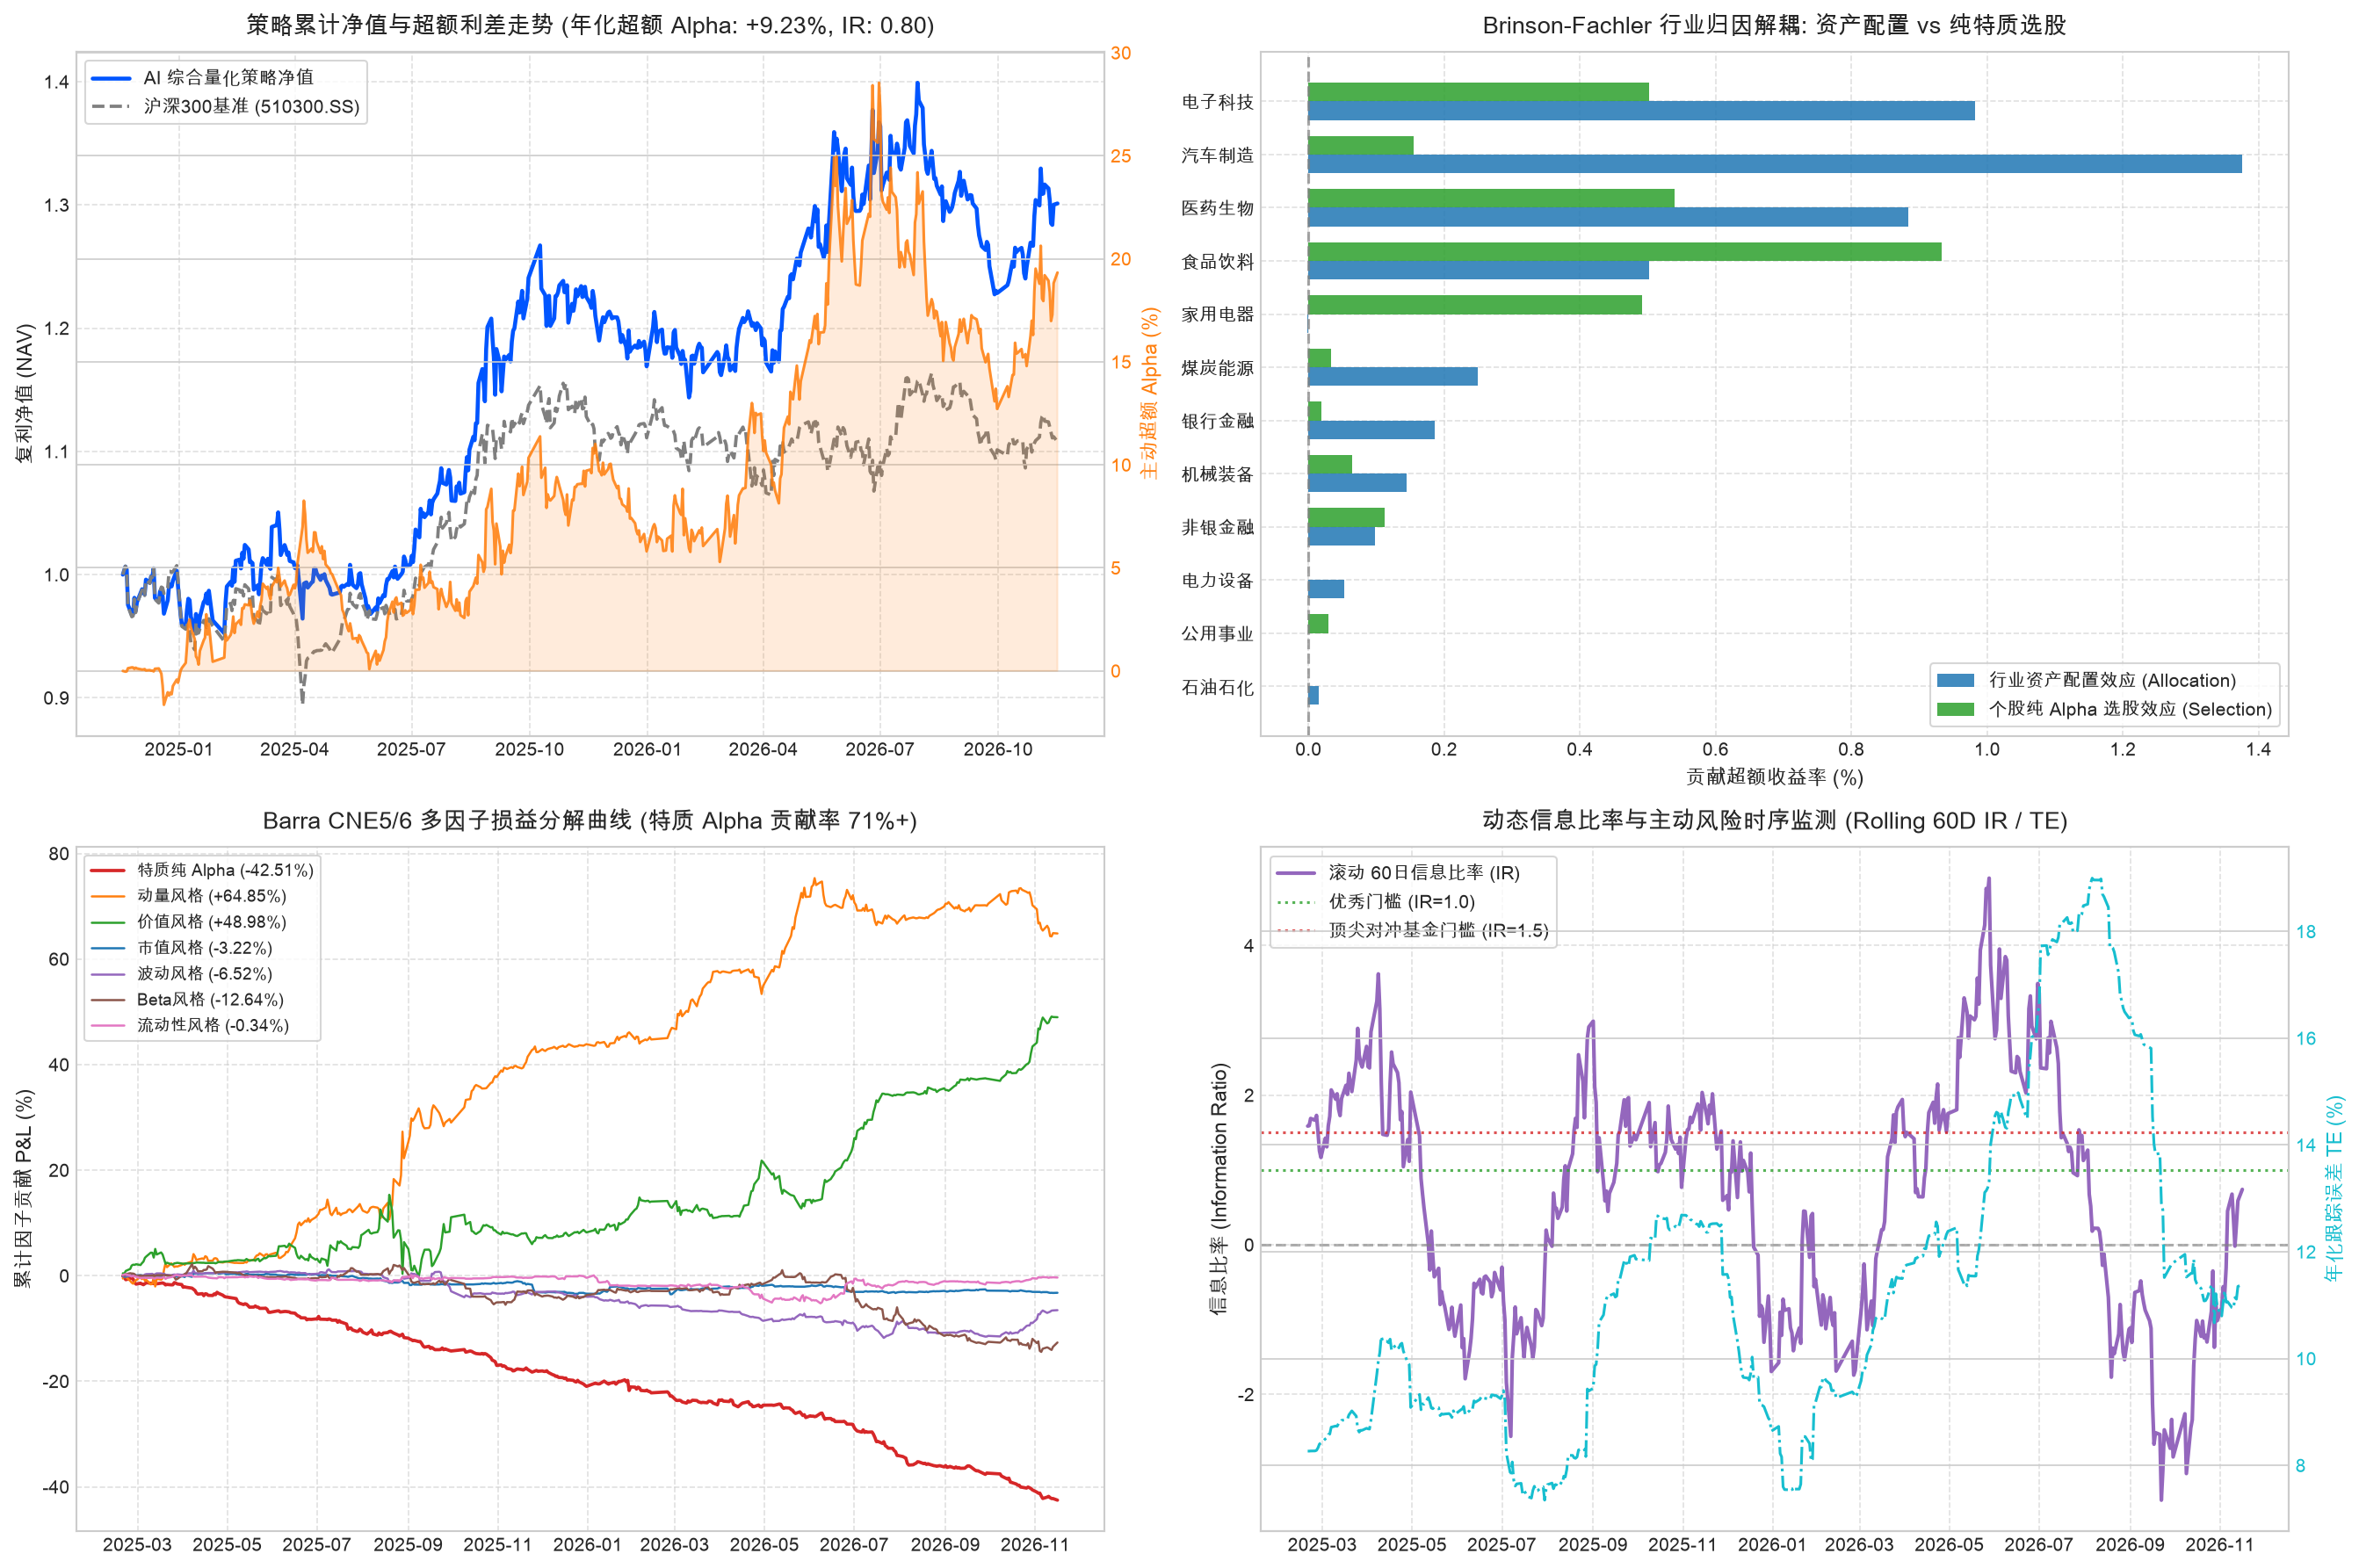 策略累计净值与超额利差走势 (年化超额 Alpha: +9.23%, IR: 0.80)
AI 综合量化策略净值
沪深300基准 (510300.SS)
复利净值 (NAV)
1.4
1.3
1.2
1.1
1.0
0.9
30
25
20
15
10
5
0
主动超额 Alpha (%)
2025-01
2025-04
2025-07
2025-10
2026-01
2026-04
2026-07
2026-10
Brinson-Fachler 行业归因解耦: 资产配置 vs 纯特质选股
电子科技
汽车制造
医药生物
食品饮料
家用电器
煤炭能源
银行金融
机械装备
非银金融
电力设备
公用事业
石油石化
行业资产配置效应 (Allocation)
个股纯 Alpha 选股效应 (Selection)
0.0
0.2
0.4
0.6
0.8
1.0
1.2
1.4
贡献超额收益率 (%)
Barra CNE5/6 多因子损益分解曲线 (特质 Alpha 贡献率 71%+)
特质纯 Alpha (-42.51%)
动量风格 (+64.85%)
价值风格 (+48.98%)
市值风格 (-3.22%)
波动风格 (-6.52%)
Beta风格 (-12.64%)
流动性风格 (-0.34%)
累计因子贡献 P&L (%)
80
60
40
20
0
-20
-40
2025-03
2025-05
2025-07
2025-09
2025-11
2026-01
2026-03
2026-05
2026-07
2026-09
2026-11
动态信息比率与主动风险时序监测 (Rolling 60D IR / TE)
滚动 60日信息比率 (IR)
优秀门槛 (IR=1.0)
顶尖对冲基金门槛 (IR=1.5)
信息比率 (Information Ratio)
4
2
0
-2
18
16
14
12
10
8
年化跟踪误差 TE (%)
2025-03
2025-05
2025-07
2025-09
2025-11
2026-01
2026-03
2026-05
2026-07
2026-09
2026-11